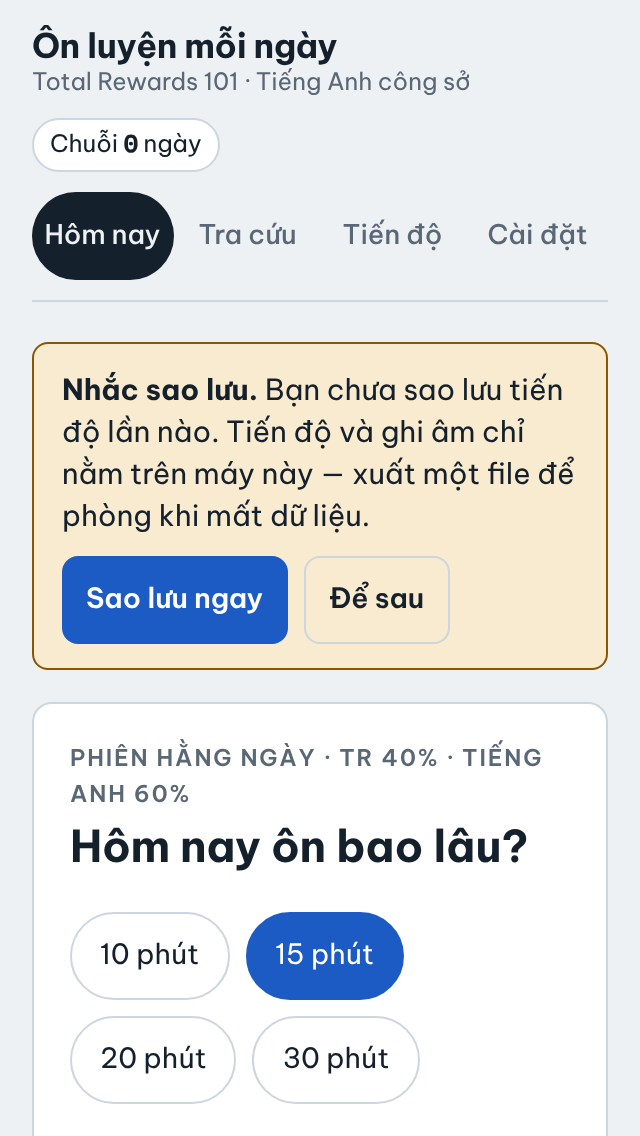 Ôn luyện mỗi ngày
Total Rewards 101 · Tiếng Anh công sở
Chuỗi 0 ngày
Hôm nay Tra cứu Tiến độ Cài đặt
Nhắc sao lưu. Bạn chưa sao lưu tiến
độ lần nào. Tiến độ và ghi âm chỉ
nằm trên máy này — xuất một file để
phòng khi mất dữ liệu.
Sao lưu ngay Để sau
PHIÊN HẰNG NGÀY · TR 40% · TIẾNG
ANH 60%
Hôm nay ôn bao lâu?
10 phút 15 phút
20 phút 30 phút